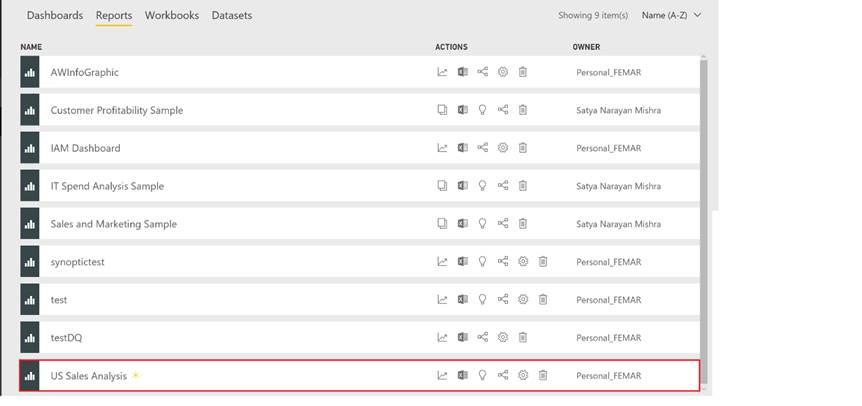 Dashboards Reports Workbooks Datasets Showing 9 item(s) Name (A-Z)
NAME ACTIONS OWNER
AWInfoGraphic Personal_FEMAR
Customer Profitability Sample Satya Narayan Mishra
IAM Dashboard Personal_FEMAR
IT Spend Analysis Sample Satya Narayan Mishra
Sales and Marketing Sample Satya Narayan Mishra
synoptictest Personal_FEMAR
test Personal_FEMAR
testDQ Personal_FEMAR
US Sales Analysis Personal_FEMAR